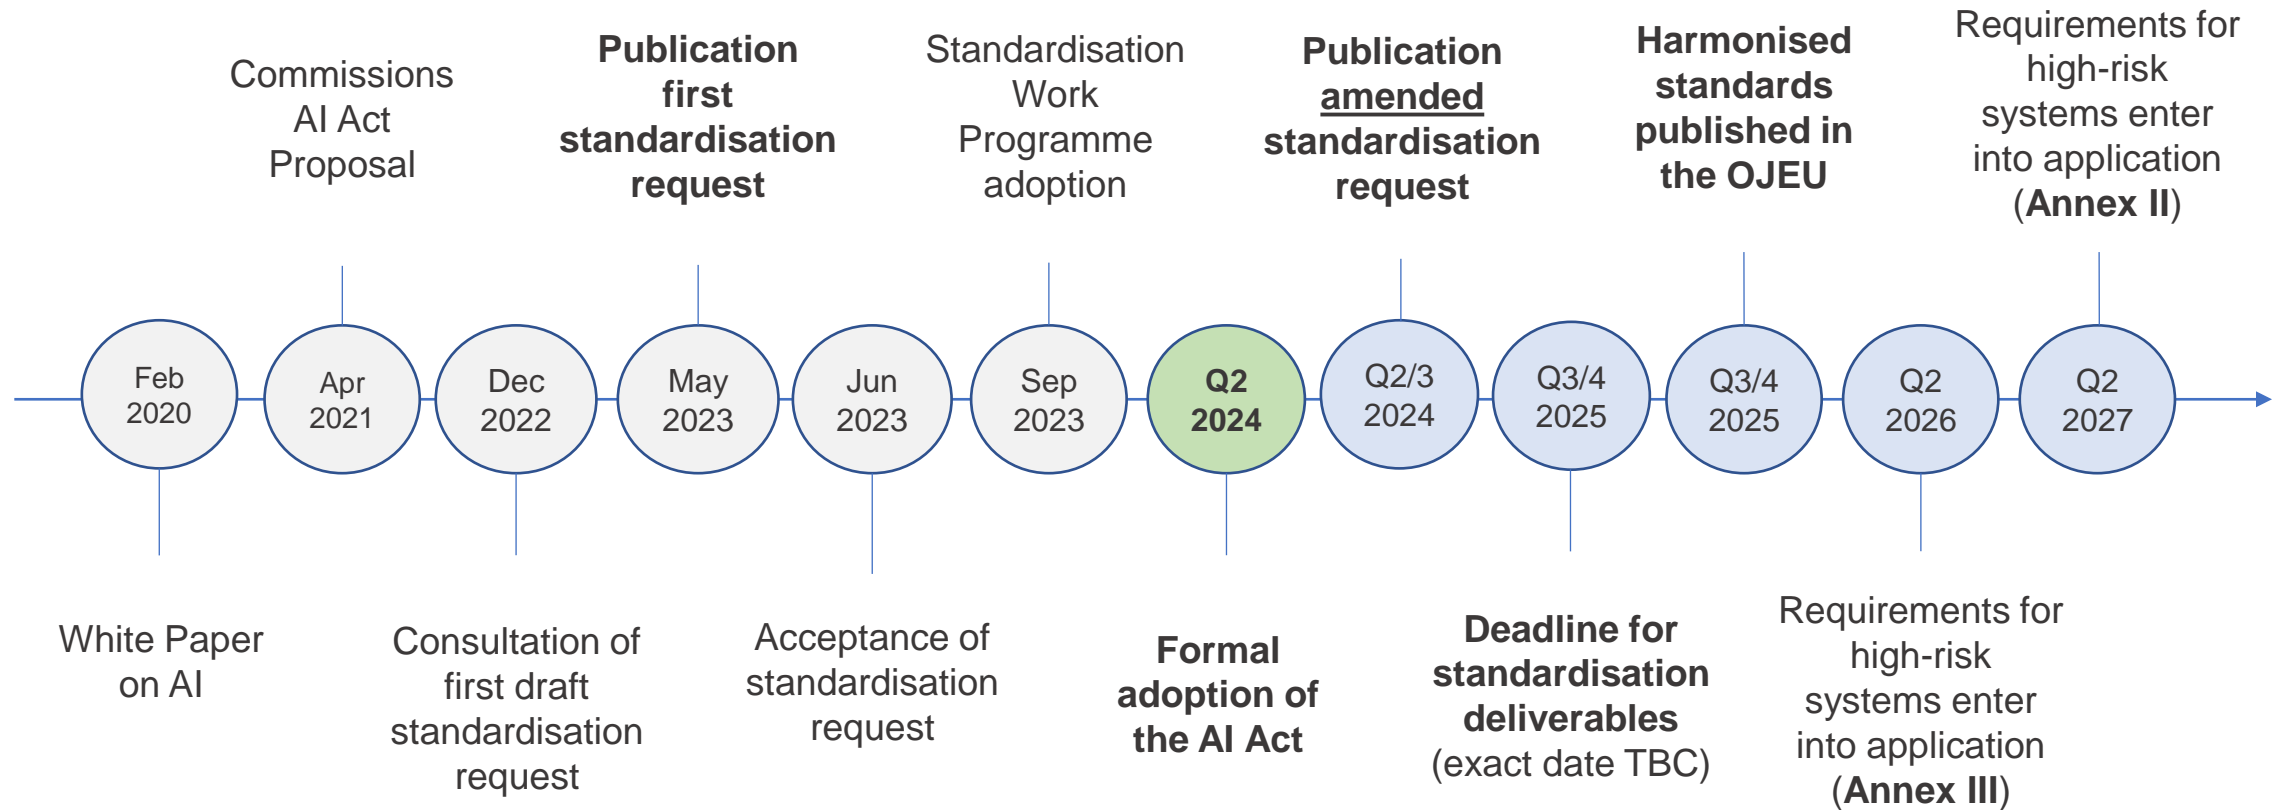 Commissions
AI Act
Proposal
Publication
first
standardisation
request
Standardisation
Work
Programme
adoption
Publication
amended
standardisation
request
Harmonised
standards
published in
the OJEU
Requirements for
high-risk
systems enter
into application
(Annex II)
Feb
2020
Apr
2021
Dec
2022
May
2023
Jun
2023
Sep
2023
Q2
2024
Q2/3
2024
Q3/4
2025
Q3/4
2025
Q2
2026
Q2
2027
White Paper
on AI
Consultation of
first draft
standardisation
request
Acceptance of
standardisation
request
Formal
adoption of
the AI Act
Deadline for
standardisation
deliverables
(exact date TBC)
Requirements for
high-risk
systems enter
into application
(Annex III)